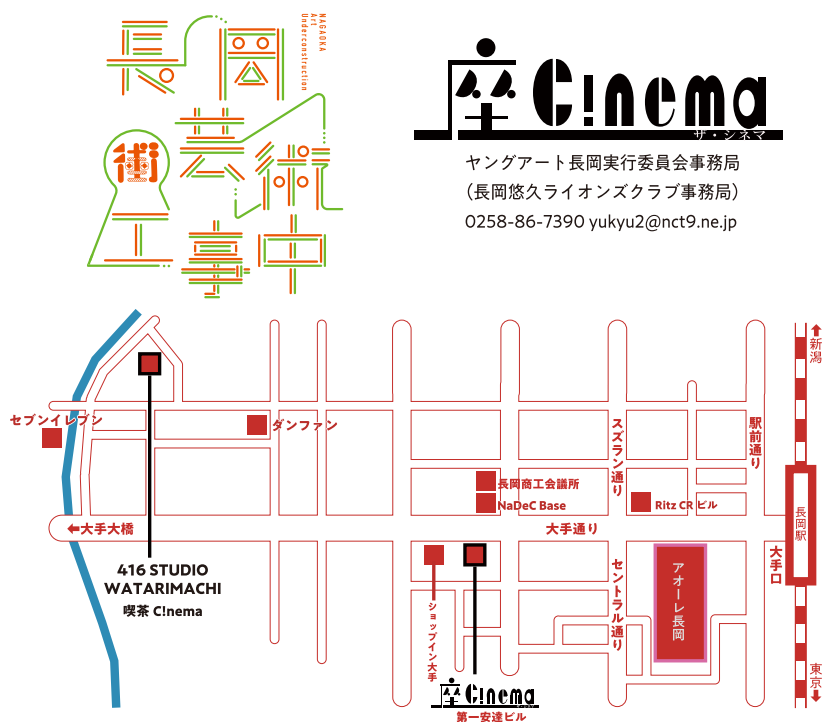 長岡
芸術
工事中
NAGAOKA
Art
Underconstruction
座C!nema
ザ・シネマ
ヤングアート長岡実行委員会事務局
（長岡悠久ライオンズクラブ事務局）
0258-86-7390 yukyu2@nct9.ne.jp
新潟
セブンイレブン
ダンファン
スズラン通り
駅前通り
長岡商工会議所
NaDeC Base
Ritz CR ビル
長岡駅
大手大橋
大手通り
大手口
416 STUDIO
WATARIMACHI
喫茶 C!nema
ショップイン大手
セントラル通り
アオーレ長岡
東京
座C!nema
第一安達ビル